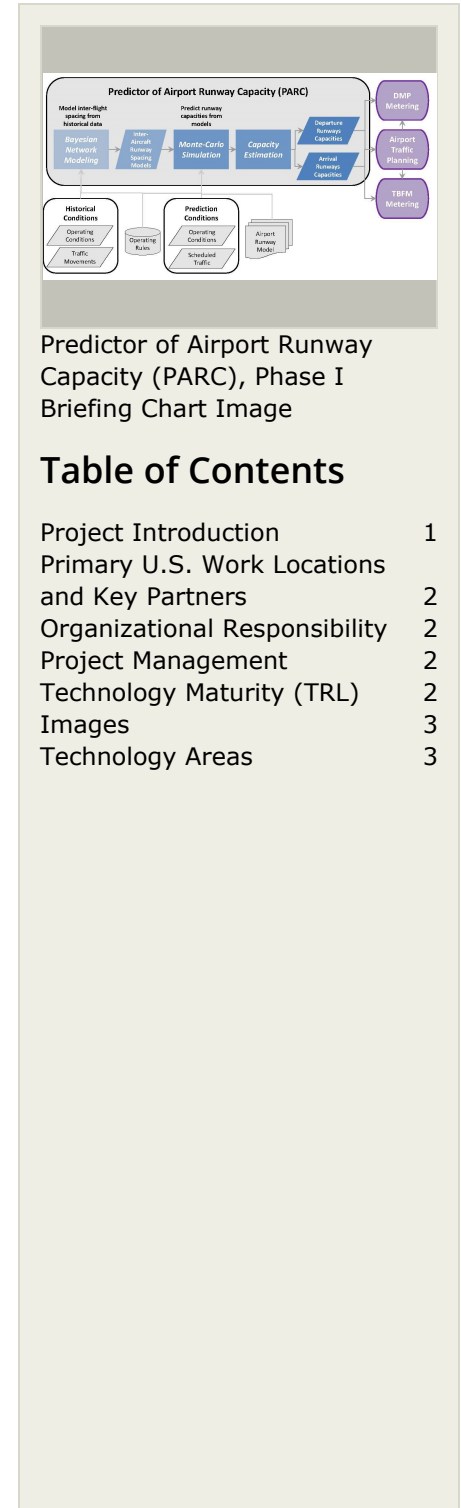 Predictor of Airport Runway Capacity (PARC)
Model inter-flight
spacing from
historical data
Predict runway
capacities from
models
Bayesian
Network
Modeling
Inter-
Aircraft
Runway
Spacing
Models
Monte-Carlo
Simulation
Capacity
Estimation
Departure
Runways
Capacities
Arrival
Runways
Capacities
DMP
Metering
Airport
Traffic
Planning
TBFM
Metering
Historical
Conditions
Operating
Conditions
Traffic
Movements
Operating
Rules
Prediction
Conditions
Operating
Conditions
Scheduled
Traffic
Airport
Runway
Model
Predictor of Airport Runway
Capacity (PARC), Phase I
Briefing Chart Image
Table of Contents
Project Introduction 1
Primary U.S. Work Locations
and Key Partners 2
Organizational Responsibility 2
Project Management 2
Technology Maturity (TRL) 2
Images 3
Technology Areas 3